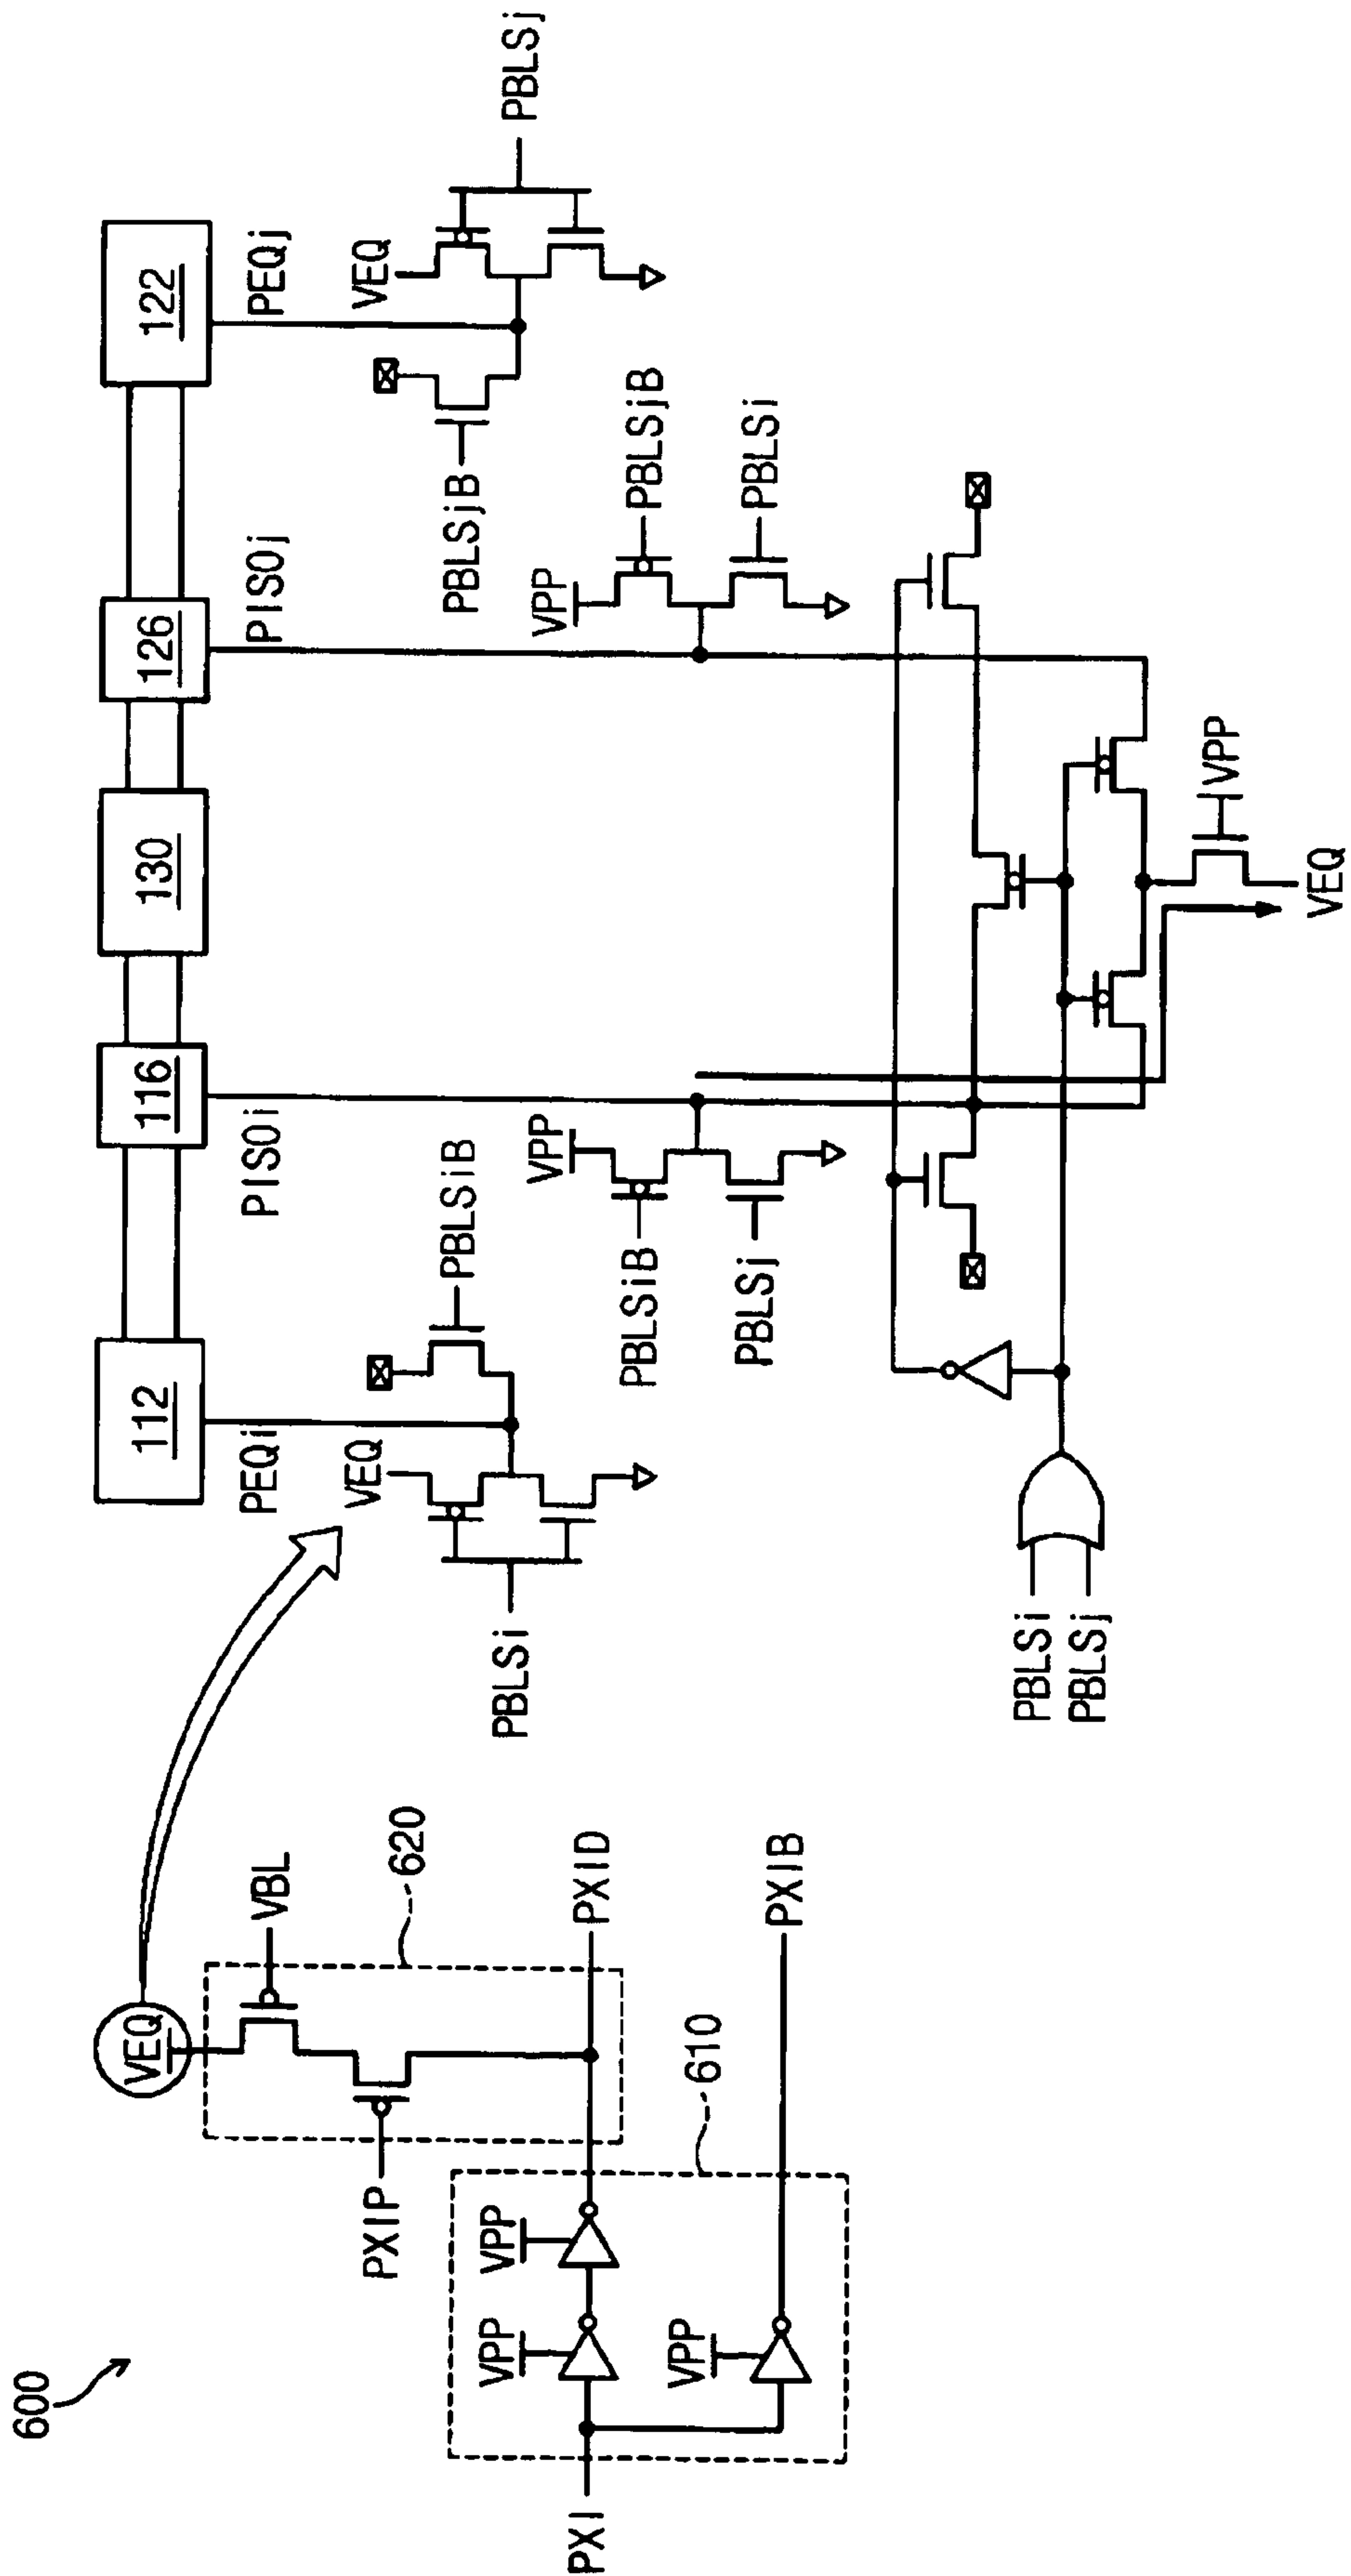 600
112
116
130
126
122
PEQi
PISOi
PISOj
PEQj
VEQ
VEQ
VEQ
VBL
620
PXIP
PXID
PXI
VPP
VPP
VPP
610
PXIB
PBLSi
PBLSiB
VPP
PBLSiB
PBLSj
PBLSjB
PBLSj
VPP
PBLSjB
PBLSi
PBLSi
PBLSj
VPP
VEQ